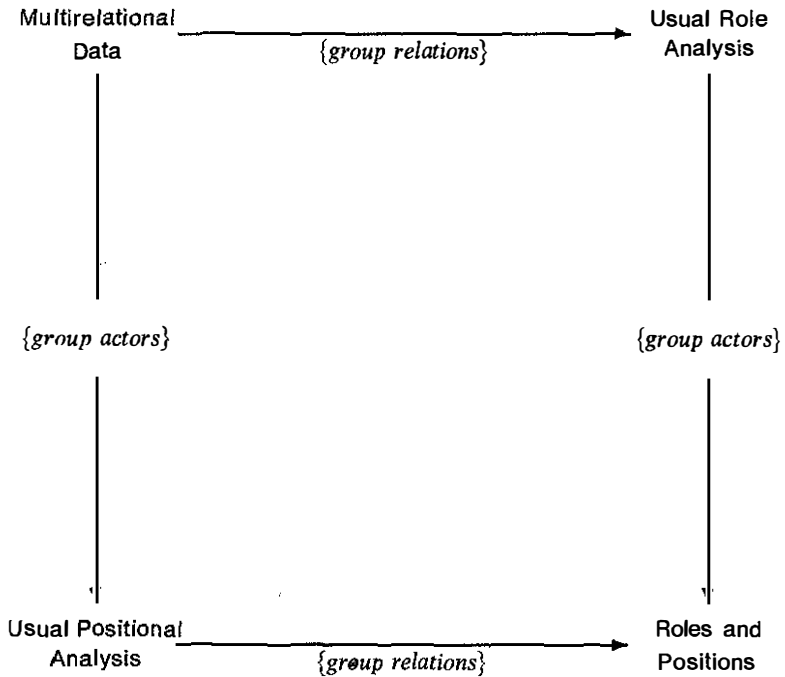 Multirelational
Data
{group relations}
Usual Role
Analysis
{group actors}
{group actors}
Usual Positional
Analysis
{group relations}
Roles and
Positions